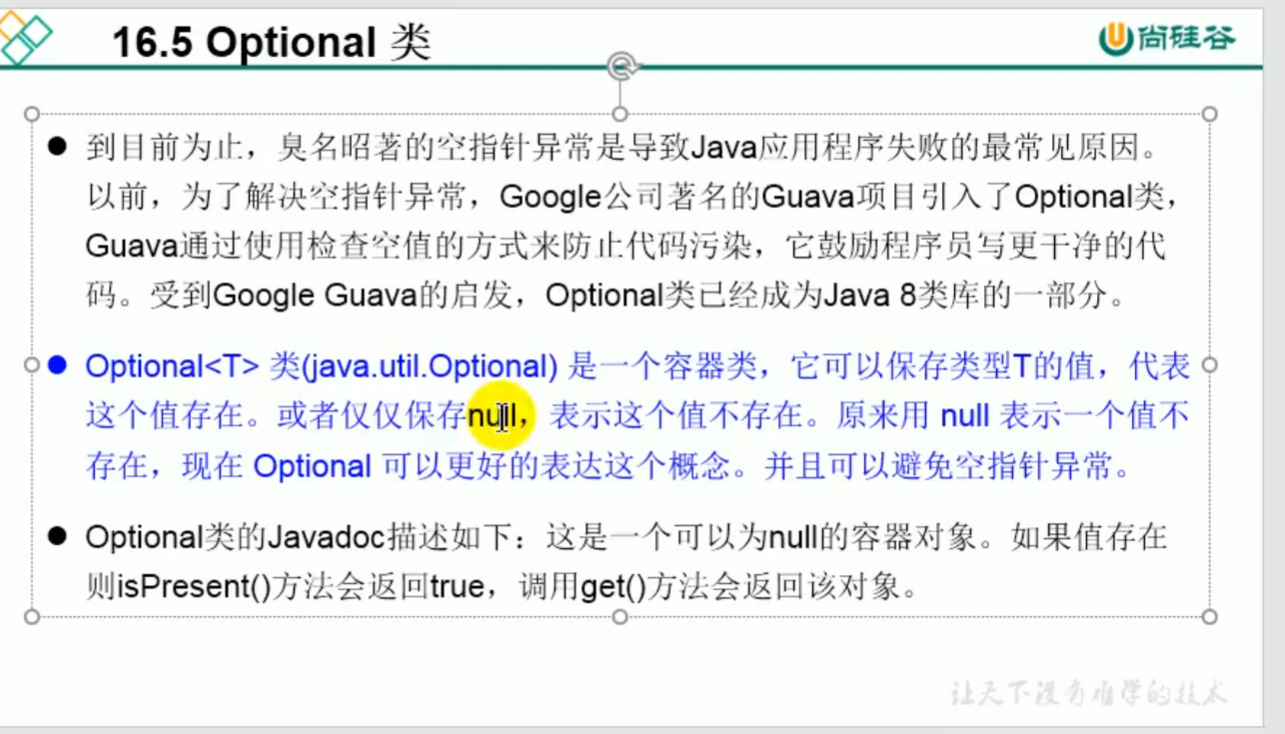 16.5 Optional 类
尚硅谷
到目前为止，臭名昭著的空指针异常是导致Java应用程序失败的最常见原因。
以前，为了解决空指针异常，Google公司著名的Guava项目引入了Optional类，
Guava通过使用检查空值的方式来防止代码污染，它鼓励程序员写更干净的代
码。受到Google Guava的启发，Optional类已经成为Java 8类库的一部分。
Optional<T> 类(java.util.Optional) 是一个容器类，它可以保存类型T的值，代表
这个值存在。或者仅仅保存null，表示这个值不存在。原来用 null 表示一个值不
存在，现在 Optional 可以更好的表达这个概念。并且可以避免空指针异常。
Optional类的Javadoc描述如下：这是一个可以为null的容器对象。如果值存在
则isPresent()方法会返回true，调用get()方法会返回该对象。
让天下没有难学的技术